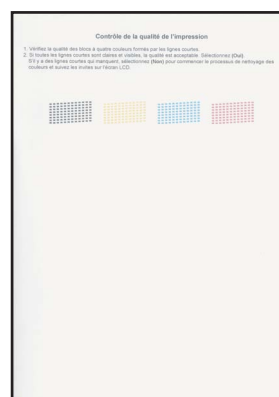 Contrôle de la qualité de l'impression
1. Vérifiez la qualité des blocs à quatre couleurs formés par les lignes courtes.
2. Si toutes les lignes courtes sont claires et visibles, la qualité est acceptable. Sélectionnez (Oui).
S'il y a des lignes courtes qui manquent, sélectionnez (Non) pour commencer le processus de nettoyage des
couleurs et suivez les invites sur l'écran LCD.